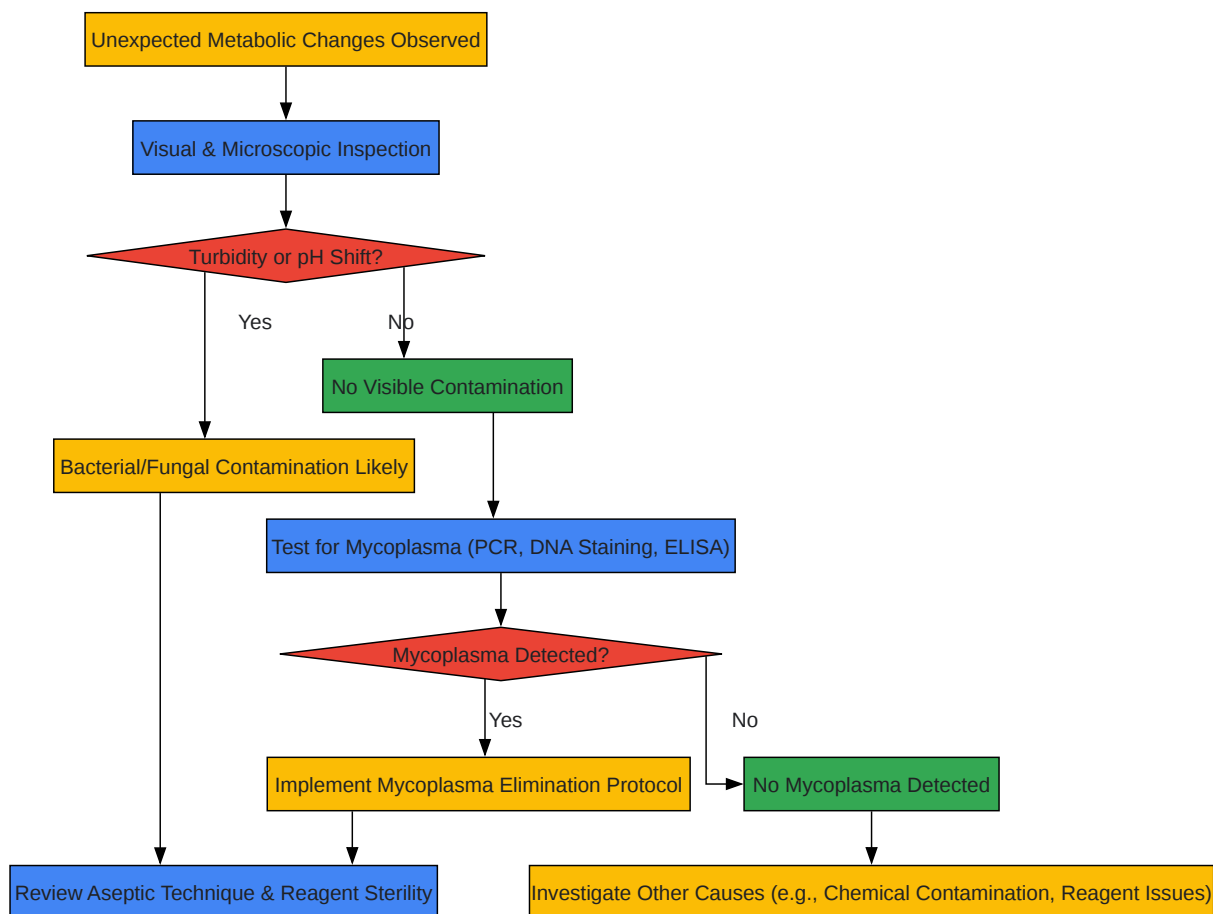 Unexpected Metabolic Changes Observed
Visual & Microscopic Inspection
Turbidity or pH Shift?
Yes
No
No Visible Contamination
Bacterial/Fungal Contamination Likely
Test for Mycoplasma (PCR, DNA Staining, ELISA)
Mycoplasma Detected?
Yes
No
Implement Mycoplasma Elimination Protocol
No Mycoplasma Detected
Review Aseptic Technique & Reagent Sterility
Investigate Other Causes (e.g., Chemical Contamination, Reagent Issues)